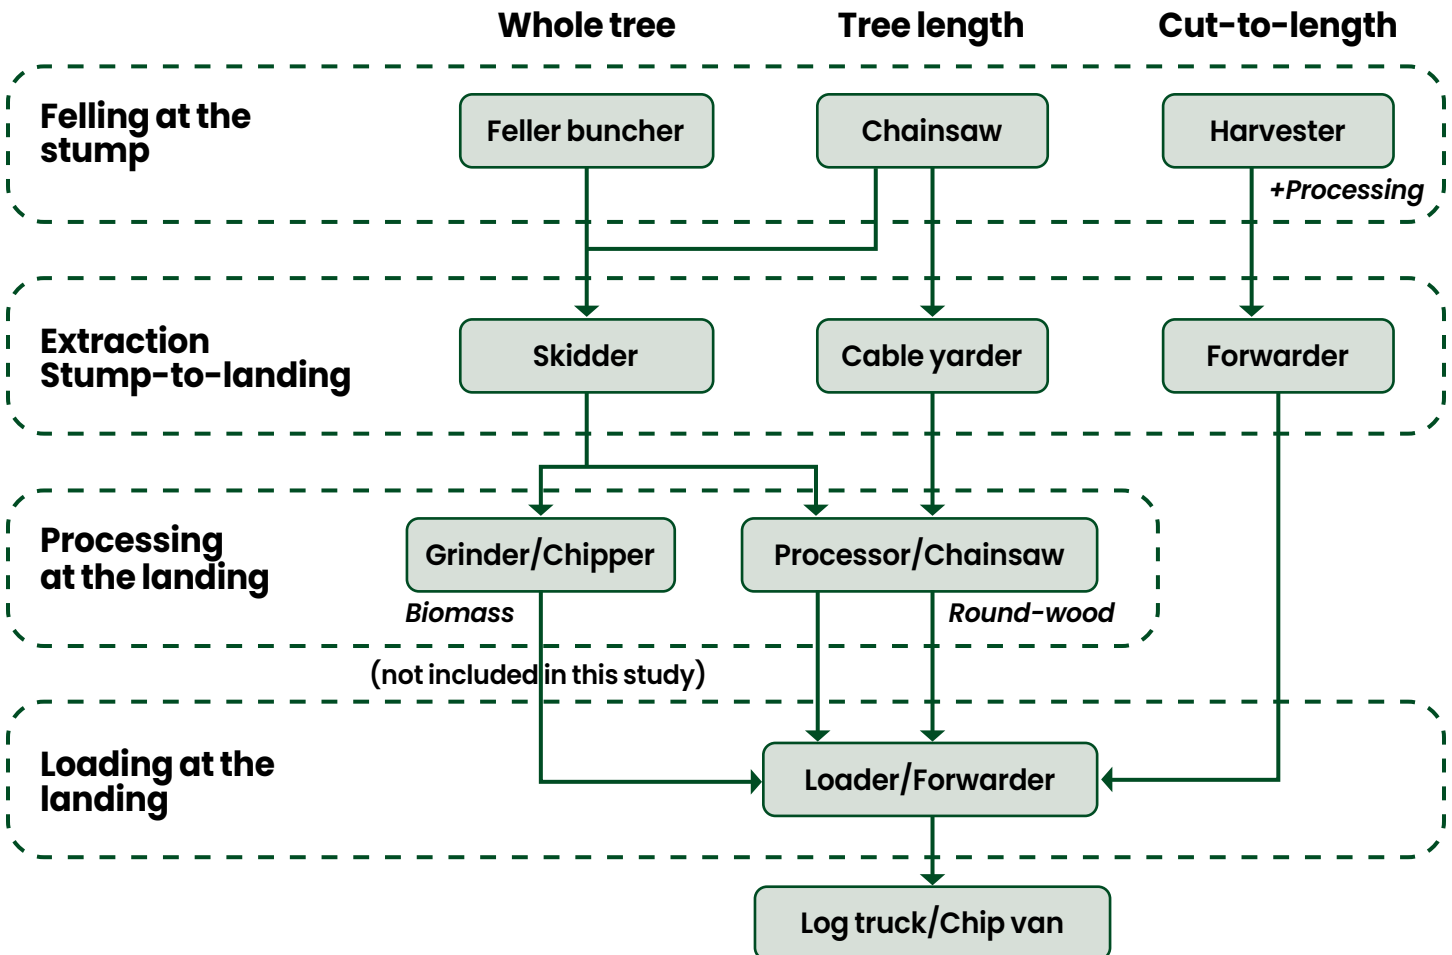 Whole tree
Tree length
Cut-to-length
Felling at the
stump
Feller buncher
Chainsaw
Harvester
+Processing
Extraction
Stump-to-landing
Skidder
Cable yarder
Forwarder
Processing
at the landing
Grinder/Chipper
Processor/Chainsaw
Biomass
Round-wood
(not included in this study)
Loading at the
landing
Loader/Forwarder
Log truck/Chip van